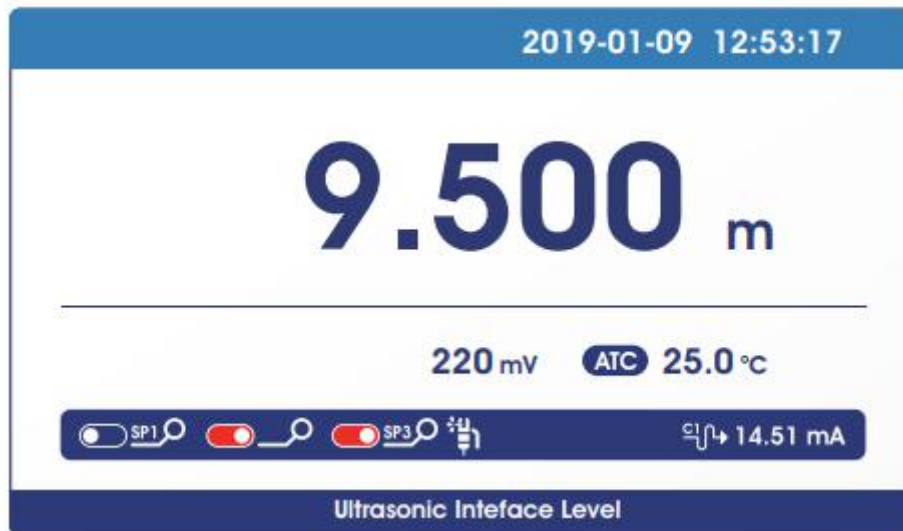 2019-01-09 12:53:17
9.500 m
220 mV ATC 25.0 °C
SP1 SP3 C1 14.51 mA
Ultrasonic Inteface Level